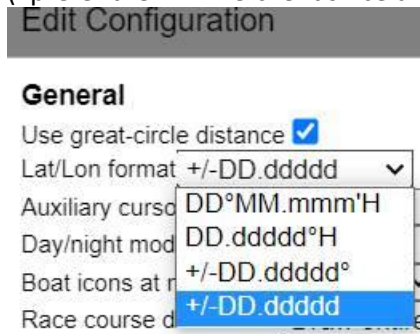 Edit Configuration
General
Use great-circle distance
Lat/Lon format +/-DD.ddddd
Auxiliary curso
DD°MM.mmm'H
Day/night mod
DD.ddddd°H
Boat icons at r
+/-DD.ddddd°
Race course d
+/-DD.ddddd